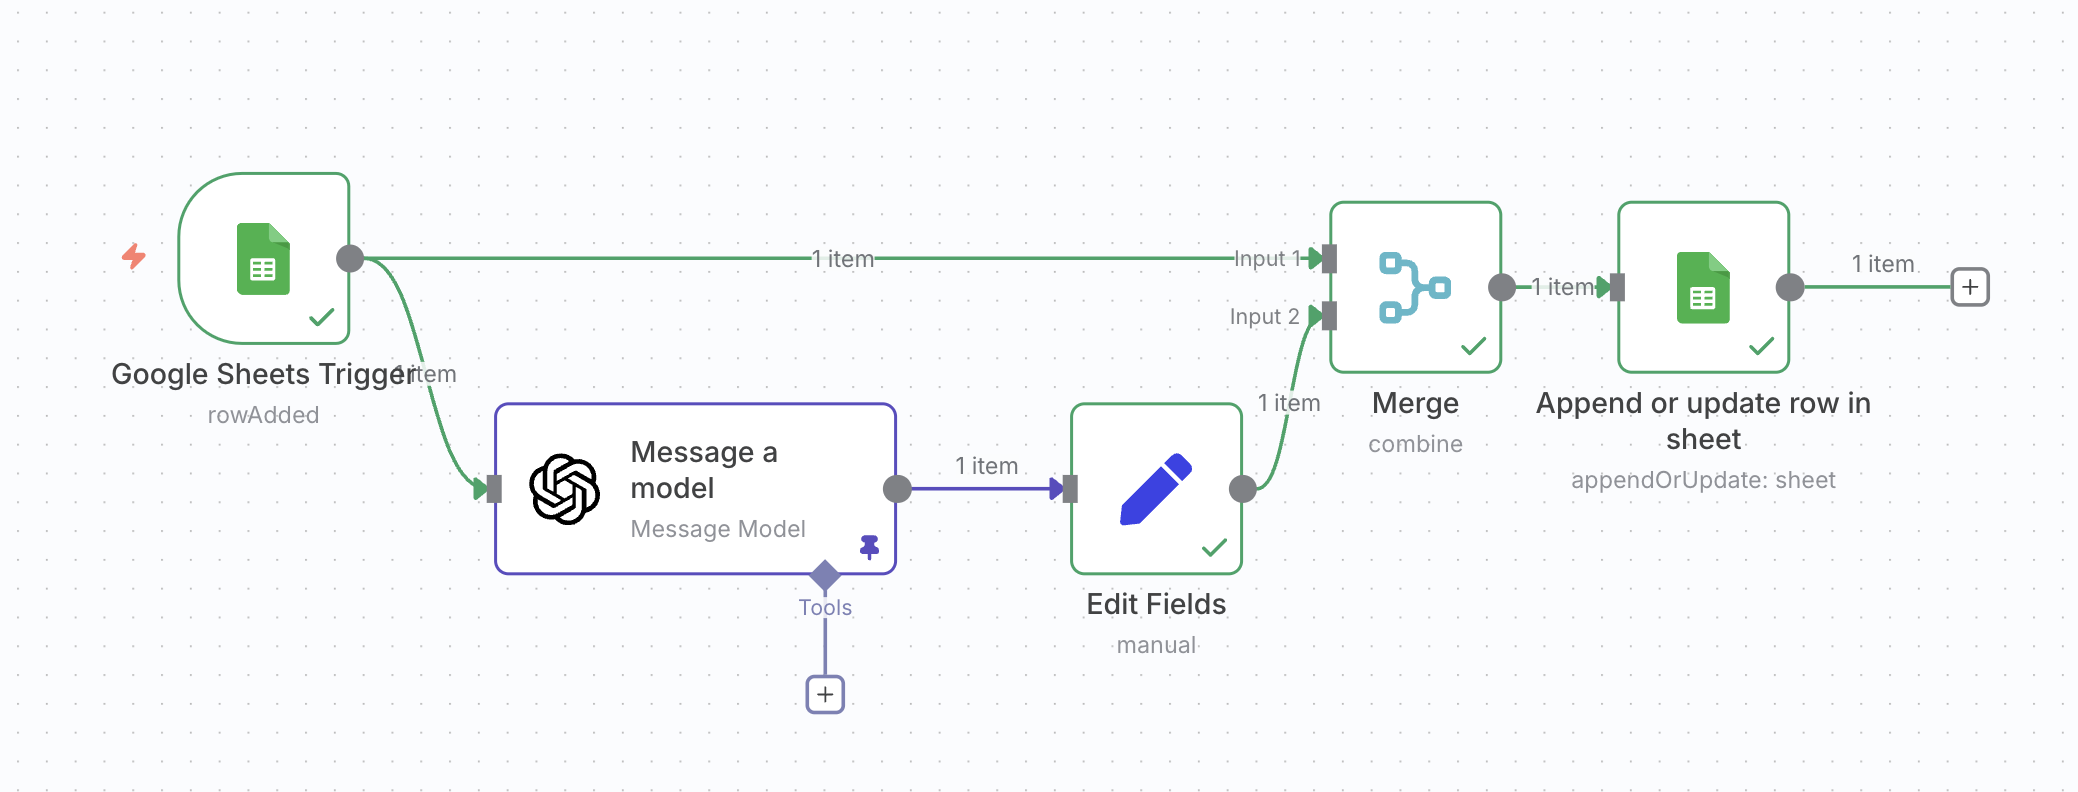 1 item
Input 1
Input 2
1 item
1 item
Google Sheets Trigger
item
rowAdded
Message a
model
Message Model
Tools
1 item
Edit Fields
manual
1 item
Merge
combine
Append or update row in
sheet
appendOrUpdate: sheet